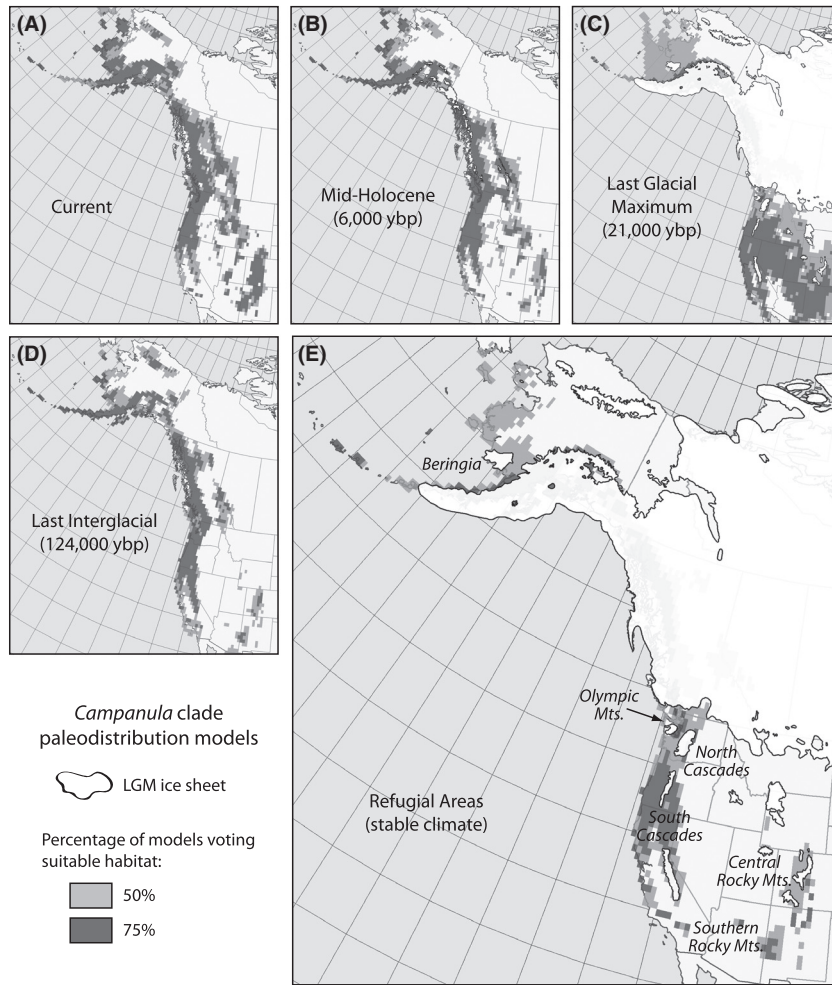 (A)
Current
(B)
Mid-Holocene
(6,000 ybp)
(C)
Last Glacial
Maximum
(21,000 ybp)
(D)
Last Interglacial
(124,000 ybp)
(E)
Beringia
Olympic
Mts.
North
Cascades
South
Cascades
Central
Rocky Mts.
Southern
Rocky Mts.
Refugial Areas
(stable climate)
Campanula clade
paleodistribution models
LGM ice sheet
Percentage of models voting
suitable habitat:
50%
75%